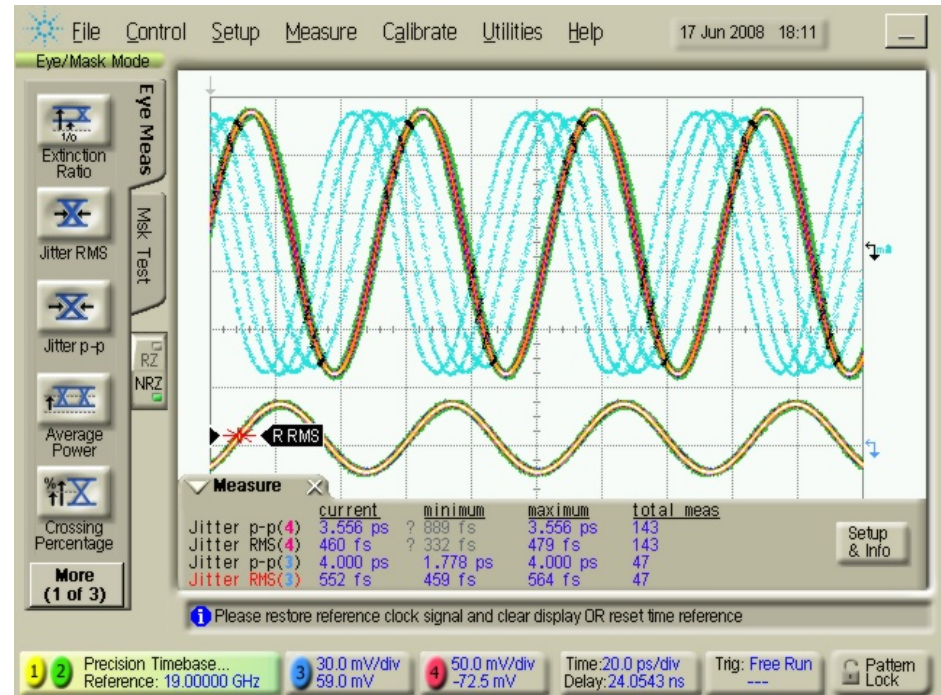 File Control Setup Measure Calibrate Utilities Help 17 Jun 2008 18:11
Eye/Mask Mode
Eye Meas
Msk Test
1/0
Extinction
Ratio
Jitter RMS
Jitter p-p
RZ
NRZ
Average
Power
%
Crossing
Percentage
More
(1 of 3)
R RMS
Measure
current minimum maximum total meas
Jitter p-p(4) 3.556 ps ? 889 fs 3.556 ps 143
Jitter RMS(4) 460 fs ? 332 fs 479 fs 143
Jitter p-p(3) 4.000 ps 1.778 ps 4.000 ps 47
Jitter RMS(3) 552 fs 459 fs 564 fs 47
Setup
& Info
Please restore reference clock signal and clear display OR reset time reference
1 2 Precision Timebase...
Reference: 19.00000 GHz
3 30.0 mV/div
59.0 mV
4 50.0 mV/div
-72.5 mV
Time:20.0 ps/div
Delay:24.0543 ns
Trig: Free Run
---
Pattern
Lock